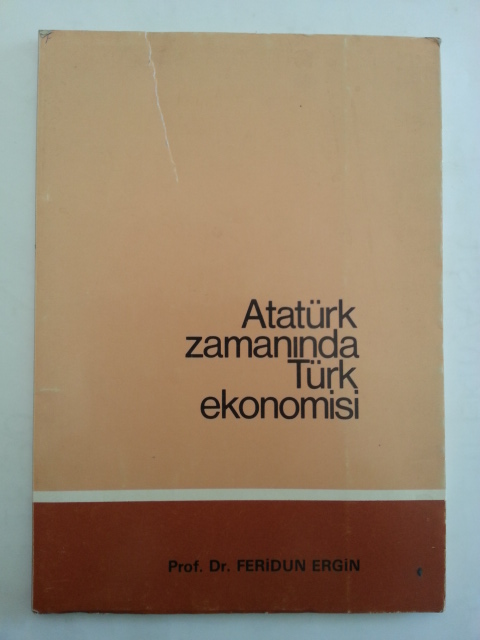 Atatürk
zamanında
Türk
ekonomisi
Prof. Dr. FERİDUN ERGİN